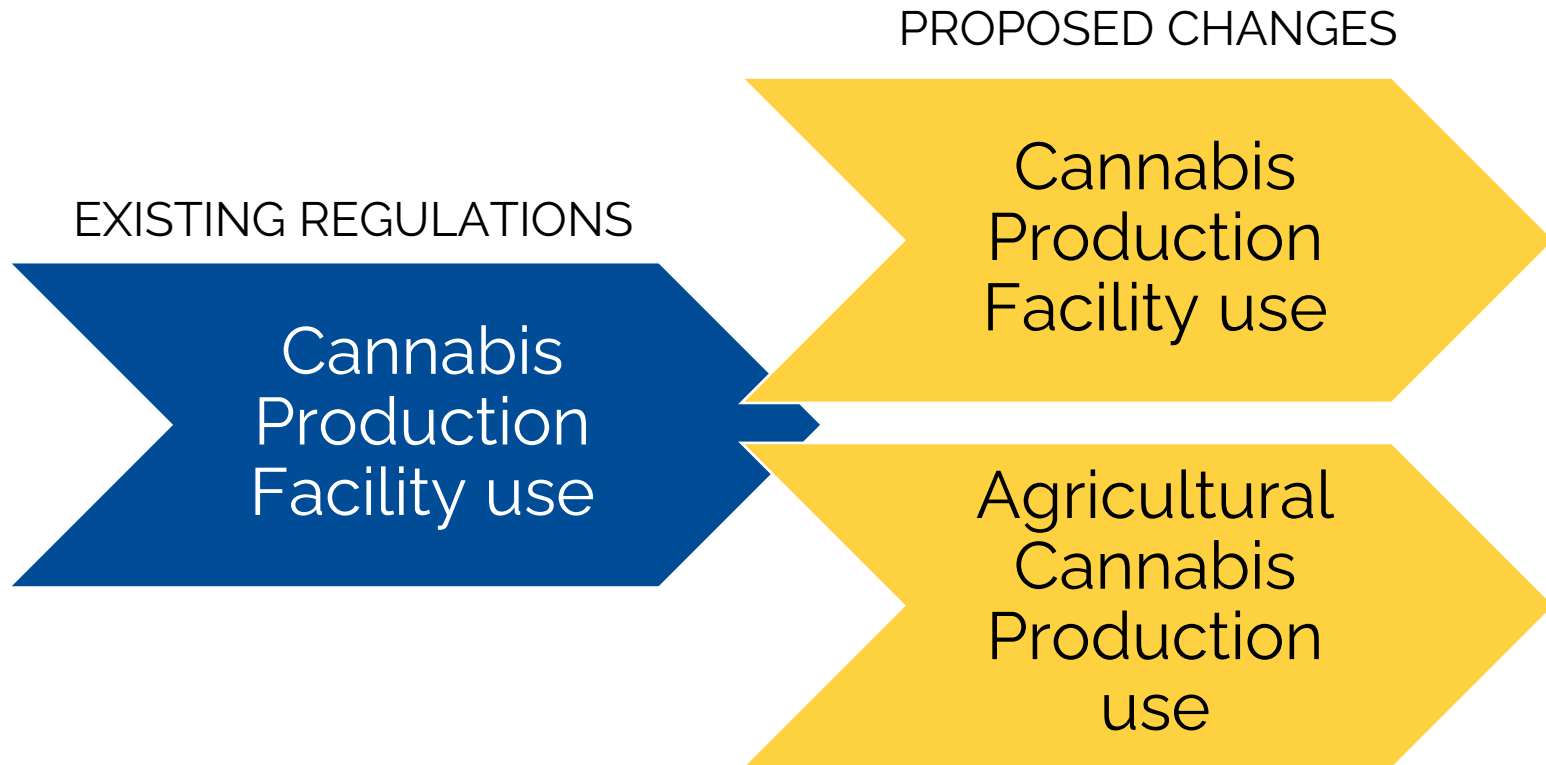 EXISTING REGULATIONS
Cannabis
Production
Facility use
PROPOSED CHANGES
Cannabis
Production
Facility use
Agricultural
Cannabis
Production
use